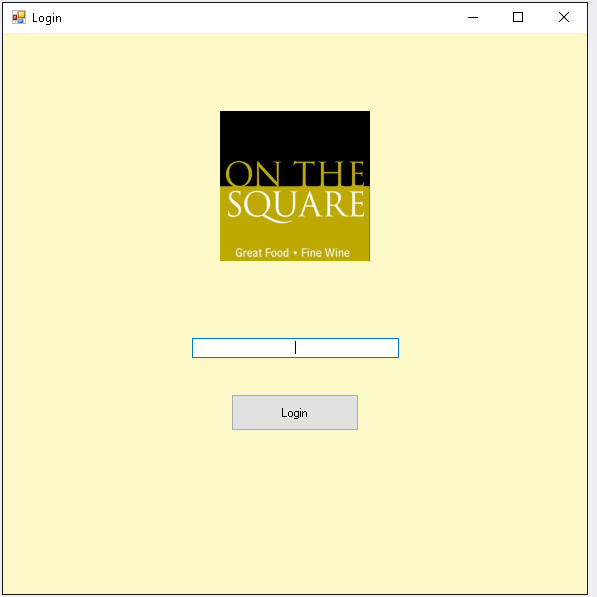 Login
ON THE
SQUARE
Great Food • Fine Wine
Login